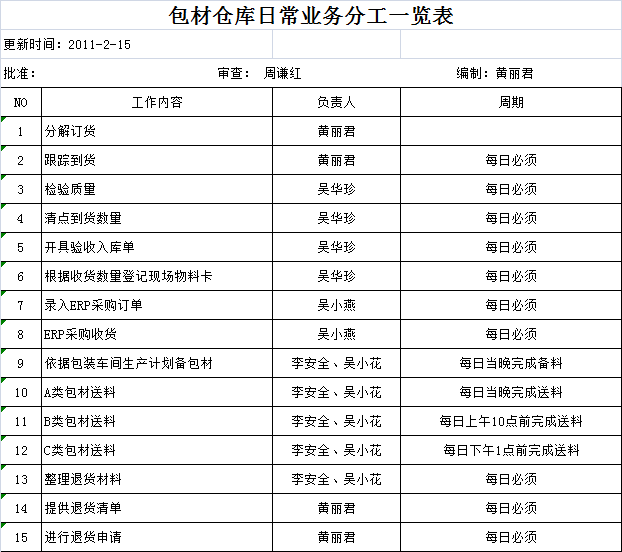 包材仓库日常业务分工一览表
更新时间：2011-2-15
批准： 审查： 周谦红 编制：黄丽君
NO 工作内容 负责人 周期
1 分解订货 黄丽君
2 跟踪到货 黄丽君 每日必须
3 检验质量 吴华珍 每日必须
4 清点到货数量 吴华珍 每日必须
5 开具验收入库单 吴华珍 每日必须
6 根据收货数量登记现场物料卡 吴华珍 每日必须
7 录入ERP采购订单 吴小燕 每日必须
8 ERP采购收货 吴小燕 每日必须
9 依据包装车间生产计划备包材 李安全、吴小花 每日当晚完成备料
10 A类包材送料 李安全、吴小花 每日当晚完成送料
11 B类包材送料 李安全、吴小花 每日上午10点前完成送料
12 C类包材送料 李安全、吴小花 每日下午1点前完成送料
13 整理退货材料 李安全、吴小花 每日必须
14 提供退货清单 黄丽君 每日必须
15 进行退货申请 黄丽君 每日必须